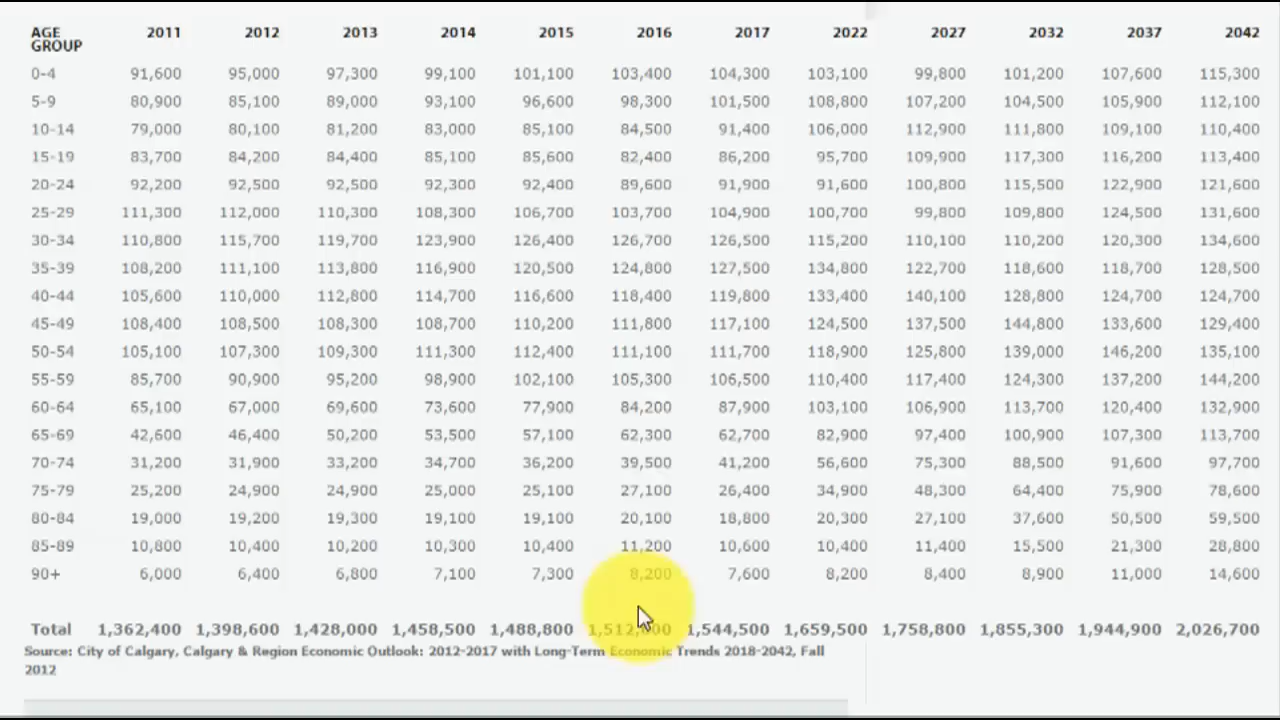 AGE GROUP 2011 2012 2013 2014 2015 2016 2017 2022 2027 2032 2037 2042
0-4 91,600 95,000 97,300 99,100 101,100 103,400 104,300 103,100 99,800 101,200 107,600 115,300
5-9 80,900 85,100 89,000 93,100 96,600 98,300 101,500 108,800 107,200 104,500 105,900 112,100
10-14 79,000 80,100 81,200 83,000 85,100 84,500 91,400 106,000 112,900 111,800 109,100 110,400
15-19 83,700 84,200 84,400 85,100 85,600 82,400 86,200 95,700 109,900 117,300 116,200 113,400
20-24 92,200 92,500 92,500 92,300 92,400 89,600 91,900 91,600 100,800 115,500 122,900 121,600
25-29 111,300 112,000 110,300 108,300 106,700 103,700 104,900 100,700 99,800 109,800 124,500 131,600
30-34 110,800 115,700 119,700 123,900 126,400 126,700 126,500 115,200 110,100 110,200 120,300 134,600
35-39 108,200 111,100 113,800 116,900 120,500 124,800 127,500 134,800 122,700 118,600 118,700 128,500
40-44 105,600 110,000 112,800 114,700 116,600 118,400 119,800 133,400 140,100 128,800 124,700 124,700
45-49 108,400 108,500 108,300 108,700 110,200 111,800 117,100 124,500 137,500 144,800 133,600 129,400
50-54 105,100 107,300 109,300 111,300 112,400 111,100 111,700 118,900 125,800 139,000 146,200 135,100
55-59 85,700 90,900 95,200 98,900 102,100 105,300 106,500 110,400 117,400 124,300 137,200 144,200
60-64 65,100 67,000 69,600 73,600 77,900 84,200 87,900 103,100 106,900 113,700 120,400 132,900
65-69 42,600 46,400 50,200 53,500 57,100 62,300 62,700 82,900 97,400 100,900 107,300 113,700
70-74 31,200 31,900 33,200 34,700 36,200 39,500 41,200 56,600 75,300 88,500 91,600 97,700
75-79 25,200 24,900 24,900 25,000 25,100 27,100 26,400 34,900 48,300 64,400 75,900 78,600
80-84 19,000 19,200 19,300 19,100 19,100 20,100 18,800 20,300 27,100 37,600 50,500 59,500
85-89 10,800 10,400 10,200 10,300 10,400 11,200 10,600 10,400 11,400 15,500 21,300 28,800
90+ 6,000 6,400 6,800 7,100 7,300 8,200 7,600 8,200 8,400 8,900 11,000 14,600
Total 1,362,400 1,398,600 1,428,000 1,458,500 1,488,800 1,544,500 1,659,500 1,758,800 1,855,300 1,944,900 2,026,700
Source: City of Calgary, Calgary & Region Economic Outlook: 2012-2017 with Long-Term Economic Trends 2018-2042, Fall
2012